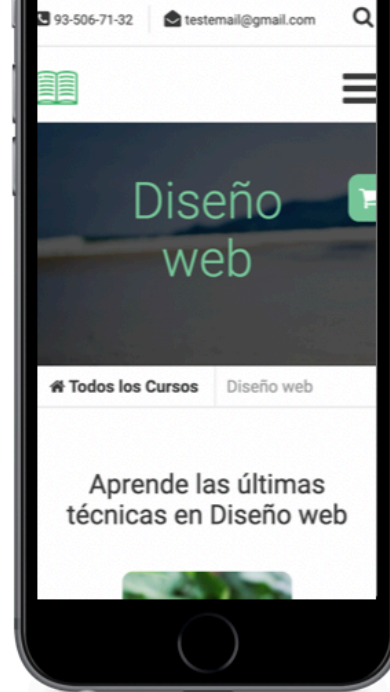 93-506-71-32 testemail@gmail.com
Diseño
web
Todos los Cursos Diseño web
Aprende las últimas
técnicas en Diseño web